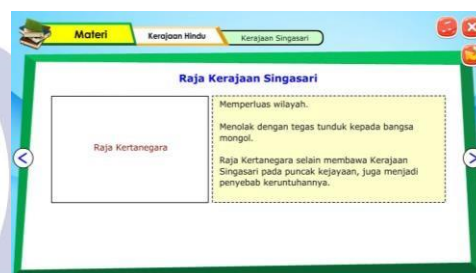 Materi
Kerajaan Hindu
Kerajaan Singasari
Raja Kerajaan Singasari
Raja Kertanegara
Memperluas wilayah.
Menolak dengan tegas tunduk kepada bangsa
mongol.
Raja Kertanegara selain membawa Kerajaan
Singasari pada puncak kejayaan, juga menjadi
penyebab keruntuhannya.